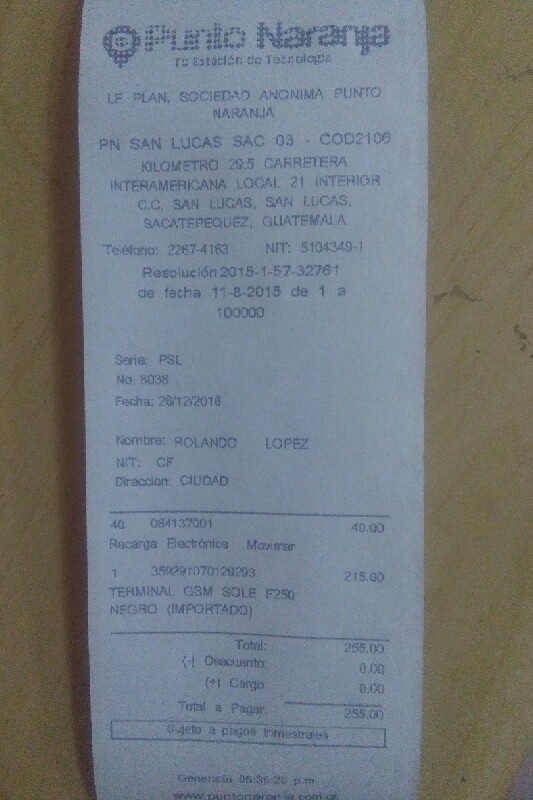 Punto Naranja
Tu Estación de Tecnología
LE PLAN, SOCIEDAD ANONIMA PUNTO
NARANJA
PN SAN LUCAS SAC 03 - COD2106
KILOMETRO 29.5 CARRETERA
INTERAMERICANA LOCAL 21 INTERIOR
C.C. SAN LUCAS, SAN LUCAS,
SACATEPEQUEZ, GUATEMALA
Teléfono: 2267-4163 NIT: 5104349-1
Resolución 2015-1-57-32761
de fecha 11-8-2015 de 1 a
100000
Serie: PSL
No. 8038
Fecha: 26/12/2016
Nombre: ROLANDO LOPEZ
NIT: CF
Direccion: CIUDAD
40 084137001 40.00
Recarga Electrónica Movistar
1 359291070129293 215.00
TERMINAL GSM SOLE F250
NEGRO (IMPORTADO)
Total: 255.00
(-) Descuento: 0.00
(+) Cargo: 0.00
Total a Pagar: 255.00
Sujeto a pagos trimestrales
Generado 05:36:25 p.m.
www.puntonaranja.com.gt